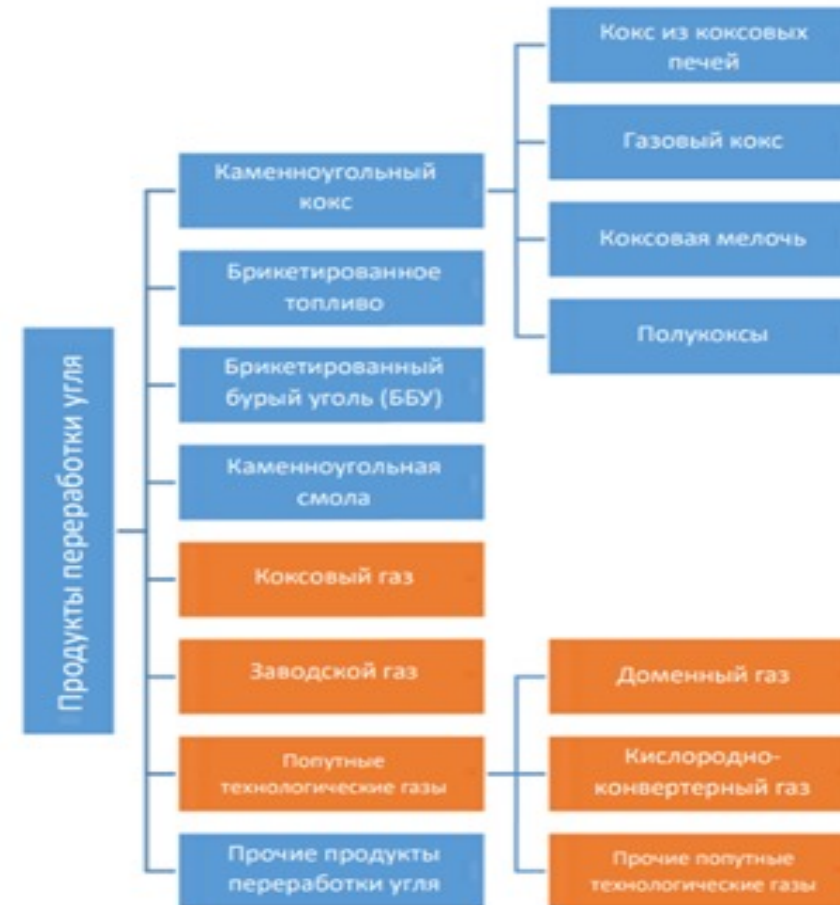 Продукты переработки угля
Каменноугольный
кокс
Кокс из коксовых
печей
Газовый кокс
Коксовая мелочь
Полукоксы
Брикетированное
топливо
Брикетированный
бурый уголь (ББУ)
Каменноугольная
смола
Коксовый газ
Заводской газ
Попутные
технологические газы
Доменный газ
Кислородно-
конвертерный газ
Прочие попутные
технологические газы
Прочие продукты
переработки угля